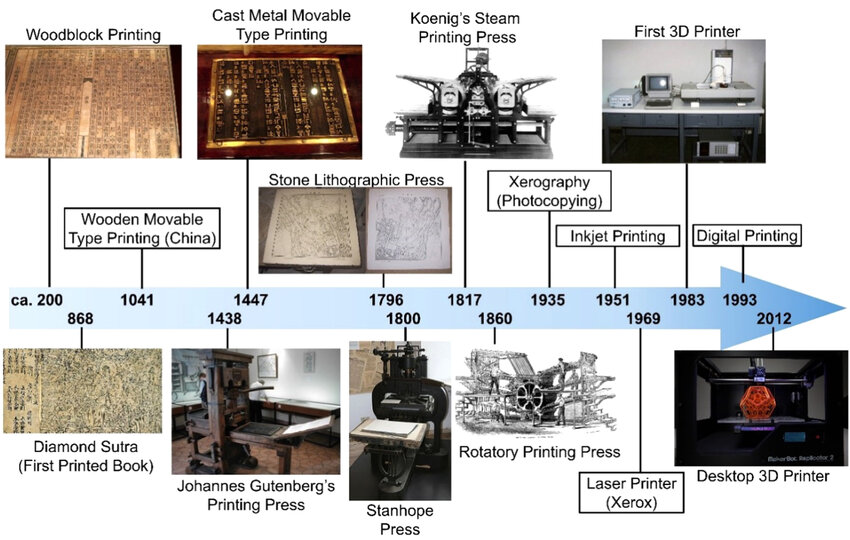 Woodblock Printing
Cast Metal Movable
Type Printing
Koenig's Steam
Printing Press
First 3D Printer
Stone Lithographic Press
Wooden Movable
Type Printing (China)
Xerography
(Photocopying)
Inkjet Printing
Digital Printing
ca. 200
1041
1447
1796
1817
1935
1951
1983
1993
868
1438
1800
1860
1969
2012
Diamond Sutra
(First Printed Book)
Johannes Gutenberg's
Printing Press
Stanhope
Press
Rotatory Printing Press
Laser Printer
(Xerox)
MakerBot Replicator 2
Desktop 3D Printer